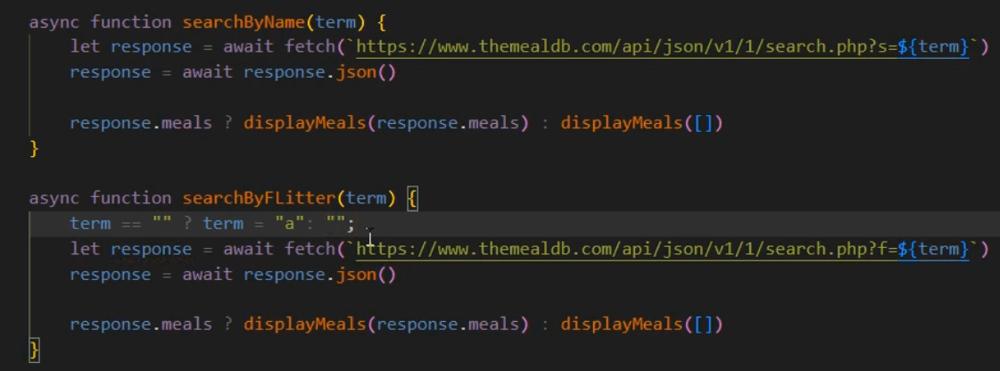 async function searchByName(term) {
let response = await fetch(`https://www.themealdb.com/api/json/v1/1/search.php?s=${term}`)
response = await response.json()
response.meals ? displayMeals(response.meals) : displayMeals([])
}
async function searchByFLitter(term) {
term == "" ? term = "a": "";
let response = await fetch(`https://www.themealdb.com/api/json/v1/1/search.php?f=${term}`)
response = await response.json()
response.meals ? displayMeals(response.meals) : displayMeals([])
}